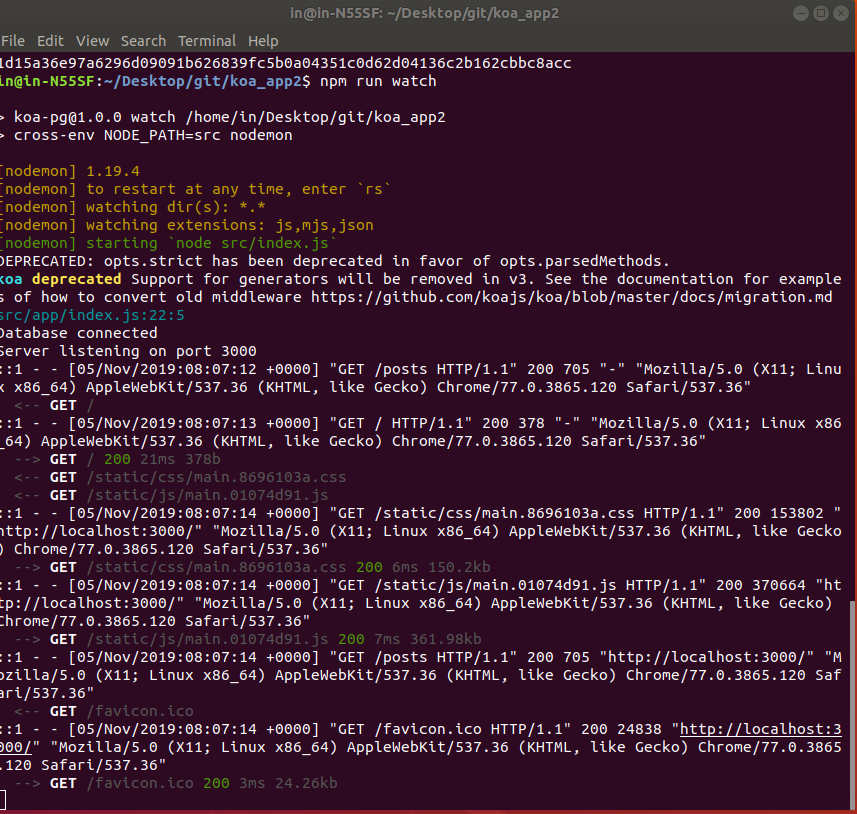 in@in-N55SF: ~/Desktop/git/koa_app2
File Edit View Search Terminal Help
1d15a36e97a6296d09091b626839fc5b0a04351c0d62d04136c2b162cbbc8acc
in@in-N55SF:~/Desktop/git/koa_app2$ npm run watch
> koa-pg@1.0.0 watch /home/in/Desktop/git/koa_app2
> cross-env NODE_PATH=src nodemon
[nodemon] 1.19.4
[nodemon] to restart at any time, enter `rs`
[nodemon] watching dir(s): *.*
[nodemon] watching extensions: js,mjs,json
[nodemon] starting `node src/index.js`
DEPRECATED: opts.strict has been deprecated in favor of opts.parsedMethods.
koa deprecated Support for generators will be removed in v3. See the documentation for example
s of how to convert old middleware https://github.com/koajs/koa/blob/master/docs/migration.md
src/app/index.js:22:5
Database connected
Server listening on port 3000
::1 - - [05/Nov/2019:08:07:12 +0000] "GET /posts HTTP/1.1" 200 705 "-" "Mozilla/5.0 (X11; Linu
x x86_64) AppleWebKit/537.36 (KHTML, like Gecko) Chrome/77.0.3865.120 Safari/537.36"
<-- GET /
::1 - - [05/Nov/2019:08:07:13 +0000] "GET / HTTP/1.1" 200 378 "-" "Mozilla/5.0 (X11; Linux x86
_64) AppleWebKit/537.36 (KHTML, like Gecko) Chrome/77.0.3865.120 Safari/537.36"
--> GET / 200 21ms 378b
<-- GET /static/css/main.8696103a.css
<-- GET /static/js/main.01074d91.js
::1 - - [05/Nov/2019:08:07:14 +0000] "GET /static/css/main.8696103a.css HTTP/1.1" 200 153802 "
http://localhost:3000/" "Mozilla/5.0 (X11; Linux x86_64) AppleWebKit/537.36 (KHTML, like Gecko
) Chrome/77.0.3865.120 Safari/537.36"
--> GET /static/css/main.8696103a.css 200 6ms 150.2kb
::1 - - [05/Nov/2019:08:07:14 +0000] "GET /static/js/main.01074d91.js HTTP/1.1" 200 370664 "ht
tp://localhost:3000/" "Mozilla/5.0 (X11; Linux x86_64) AppleWebKit/537.36 (KHTML, like Gecko)
Chrome/77.0.3865.120 Safari/537.36"
--> GET /static/js/main.01074d91.js 200 7ms 361.98kb
::1 - - [05/Nov/2019:08:07:14 +0000] "GET /posts HTTP/1.1" 200 705 "http://localhost:3000/" "M
ozilla/5.0 (X11; Linux x86_64) AppleWebKit/537.36 (KHTML, like Gecko) Chrome/77.0.3865.120 Saf
ari/537.36"
<-- GET /favicon.ico
::1 - - [05/Nov/2019:08:07:14 +0000] "GET /favicon.ico HTTP/1.1" 200 24838 "http://localhost:3
000/" "Mozilla/5.0 (X11; Linux x86_64) AppleWebKit/537.36 (KHTML, like Gecko) Chrome/77.0.3865
.120 Safari/537.36"
--> GET /favicon.ico 200 3ms 24.26kb